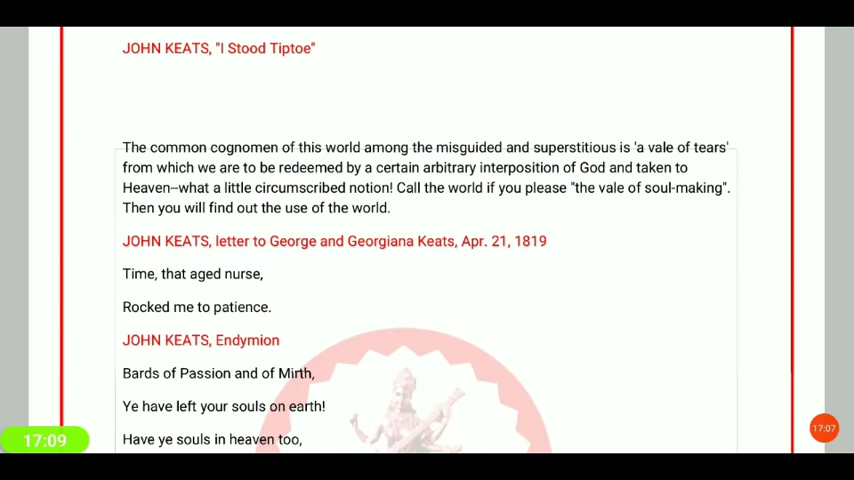 JOHN KEATS, "I Stood Tiptoe"
The common cognomen of this world among the misguided and superstitious is 'a vale of tears'
from which we are to be redeemed by a certain arbitrary interposition of God and taken to
Heaven--what a little circumscribed notion! Call the world if you please "the vale of soul-making".
Then you will find out the use of the world.
JOHN KEATS, letter to George and Georgiana Keats, Apr. 21, 1819
Time, that aged nurse,
Rocked me to patience.
JOHN KEATS, Endymion
Bards of Passion and of Mirth,
Ye have left your souls on earth!
Have ye souls in heaven too,
17:09
17:07